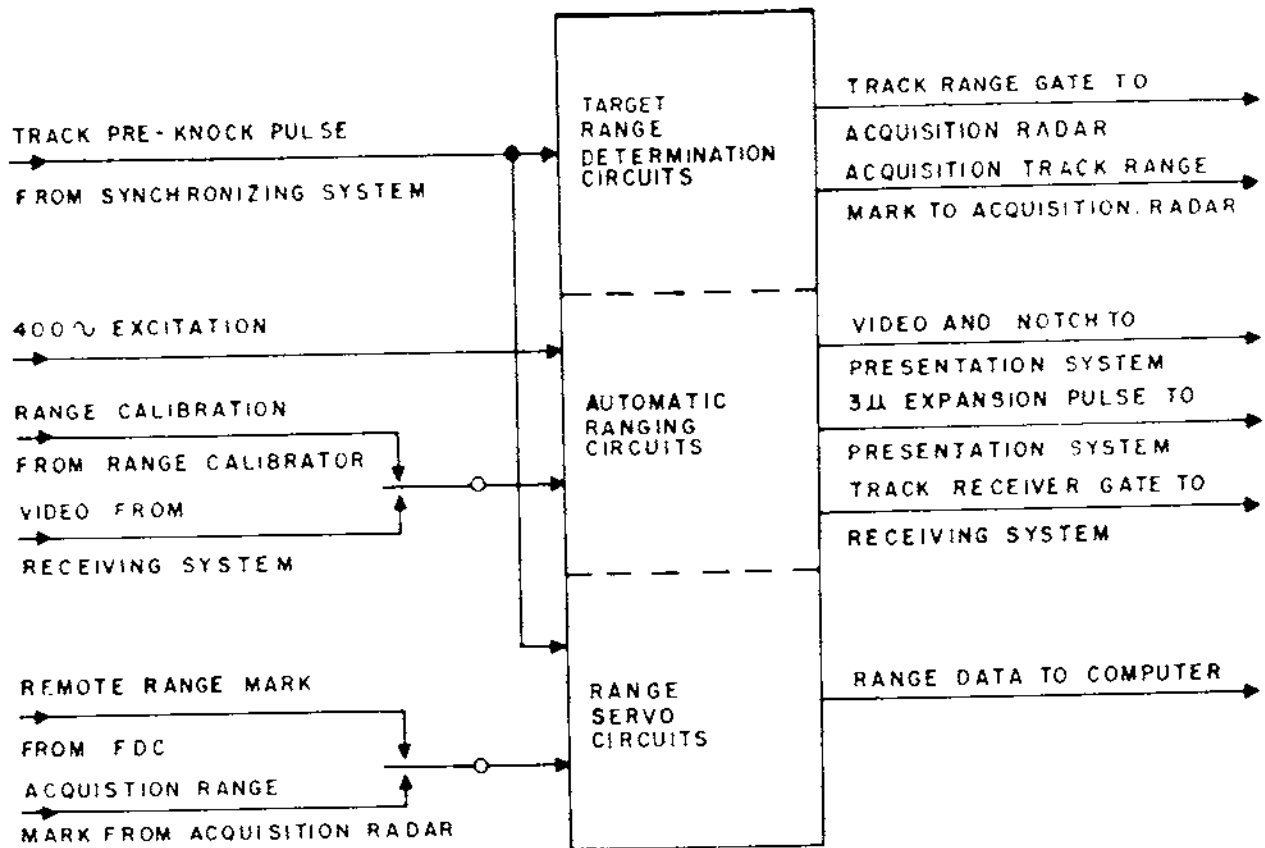 TRACK PRE-KNOCK PULSE
FROM SYNCHRONIZING SYSTEM
400~ EXCITATION
RANGE CALIBRATION
FROM RANGE CALIBRATOR
VIDEO FROM
RECEIVING SYSTEM
REMOTE RANGE MARK
FROM FDC
ACQUISTION RANGE
MARK FROM ACQUISITION RADAR
TARGET
RANGE
DETERMINATION
CIRCUITS
AUTOMATIC
RANGING
CIRCUITS
RANGE
SERVO
CIRCUITS
TRACK RANGE GATE TO
ACQUISITION RADAR
ACQUISITION TRACK RANGE
MARK TO ACQUISITION. RADAR
VIDEO AND NOTCH TO
PRESENTATION SYSTEM
3µ EXPANSION PULSE TO
PRESENTATION SYSTEM
TRACK RECEIVER GATE TO
RECEIVING SYSTEM
RANGE DATA TO COMPUTER